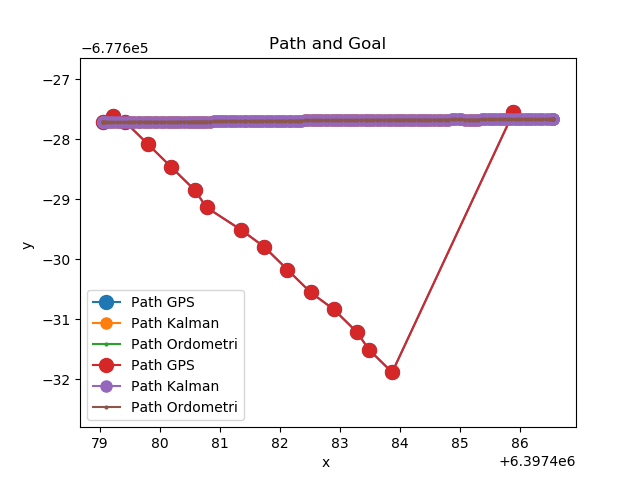 Path and Goal
−6.776e5
−27
−28
−29
−30
−31
−32
y
Path GPS
Path Kalman
Path Ordometri
Path GPS
Path Kalman
Path Ordometri
79 80 81 82 83 84 85 86
x
+6.3974e6